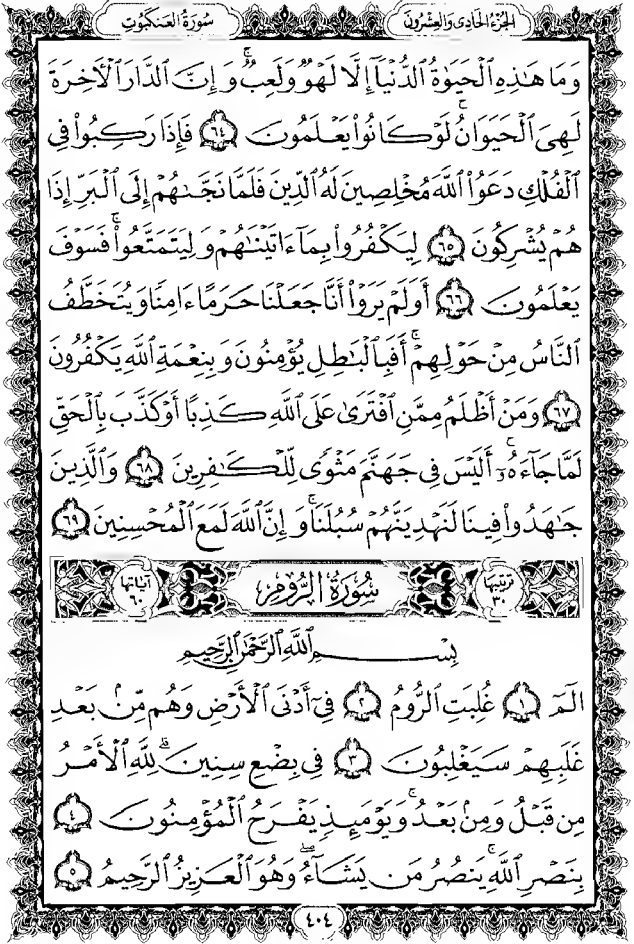 الجزء الحادي والعشرون
سورة العنكبوت
وَمَا هَٰذِهِ ٱلْحَيَوٰةُ ٱلدُّنْيَآ إِلَّا لَهْوٌ وَلَعِبٌ ۚ وَإِنَّ ٱلدَّارَ ٱلْأَخِرَةَ
لَهِىَ ٱلْحَيَوَانُ ۚ لَوْ كَانُوا۟ يَعْلَمُونَ ٦٤ فَإِذَا رَكِبُوا۟ فِى
ٱلْفُلْكِ دَعَوُا۟ ٱللَّهَ مُخْلِصِينَ لَهُ ٱلدِّينَ فَلَمَّا نَجَّىٰهُمْ إِلَى ٱلْبَرِّ إِذَا
هُمْ يُشْرِكُونَ ٦٥ لِيَكْفُرُوا۟ بِمَآ ءَاتَيْنَٰهُمْ وَلِيَتَمَتَّعُوا۟ ۖ فَسَوْفَ
يَعْلَمُونَ ٦٦ أَوَلَمْ يَرَوْا۟ أَنَّا جَعَلْنَا حَرَمًا ءَامِنًا وَيُتَخَطَّفُ
ٱلنَّاسُ مِنْ حَوْلِهِمْ ۚ أَفَبِٱلْبَٰطِلِ يُؤْمِنُونَ وَبِنِعْمَةِ ٱللَّهِ يَكْفُرُونَ
٦٧ وَمَنْ أَظْلَمُ مِمَّنِ ٱفْتَرَىٰ عَلَى ٱللَّهِ كَذِبًا أَوْ كَذَّبَ بِٱلْحَقِّ
لَمَّا جَآءَهُۥٓ ۚ أَلَيْسَ فِى جَهَنَّمَ مَثْوًى لِّلْكَٰفِرِينَ ٦٨ وَٱلَّذِينَ
جَٰهَدُوا۟ فِينَا لَنَهْدِيَنَّهُمْ سُبُلَنَا ۚ وَإِنَّ ٱللَّهَ لَمَعَ ٱلْمُحْسِنِينَ ٦٩
ترتيبها ٣٠ سُورَةُ الرُّومِ آياتها ٦٠
بِسْمِ ٱللَّهِ ٱلرَّحْمَٰنِ ٱلرَّحِيمِ
الٓمٓ ١ غُلِبَتِ ٱلرُّومُ ٢ فِىٓ أَدْنَى ٱلْأَرْضِ وَهُم مِّنۢ بَعْدِ
غَلَبِهِمْ سَيَغْلِبُونَ ٣ فِى بِضْعِ سِنِينَ ۗ لِلَّهِ ٱلْأَمْرُ
مِن قَبْلُ وَمِنۢ بَعْدُ ۚ وَيَوْمَئِذٍ يَفْرَحُ ٱلْمُؤْمِنُونَ ٤
بِنَصْرِ ٱللَّهِ ۚ يَنصُرُ مَن يَشَآءُ ۖ وَهُوَ ٱلْعَزِيزُ ٱلرَّحِيمُ ٥
٤٠٤